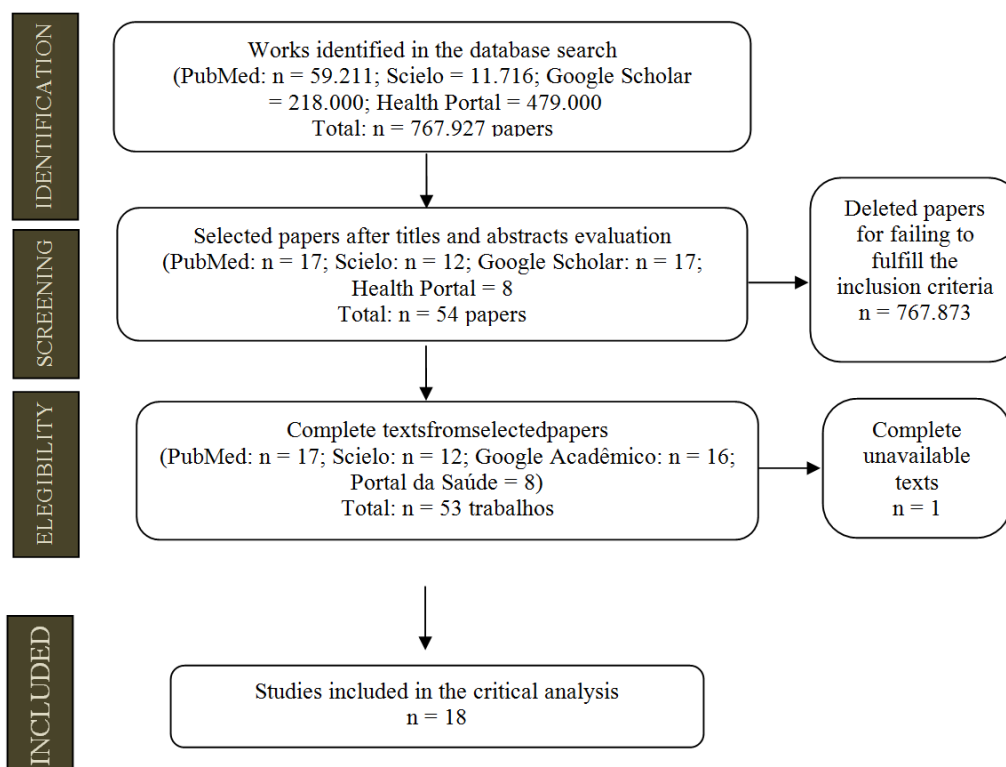 IDENTIFICATION
Works identified in the database search
(PubMed: n = 59.211; Scielo = 11.716; Google Scholar
= 218.000; Health Portal = 479.000
Total: n = 767.927 papers
SCREENING
Selected papers after titles and abstracts evaluation
(PubMed: n = 17; Scielo: n = 12; Google Scholar: n = 17;
Health Portal = 8
Total: n = 54 papers
Deleted papers
for failing to
fulfill the
inclusion criteria
n = 767.873
ELEGIBILITY
Complete textsfromselectedpapers
(PubMed: n = 17; Scielo: n = 12; Google Acadêmico: n = 16;
Portal da Saúde = 8)
Total: n = 53 trabalhos
Complete
unavailable
texts
n = 1
INCLUDED
Studies included in the critical analysis
n = 18